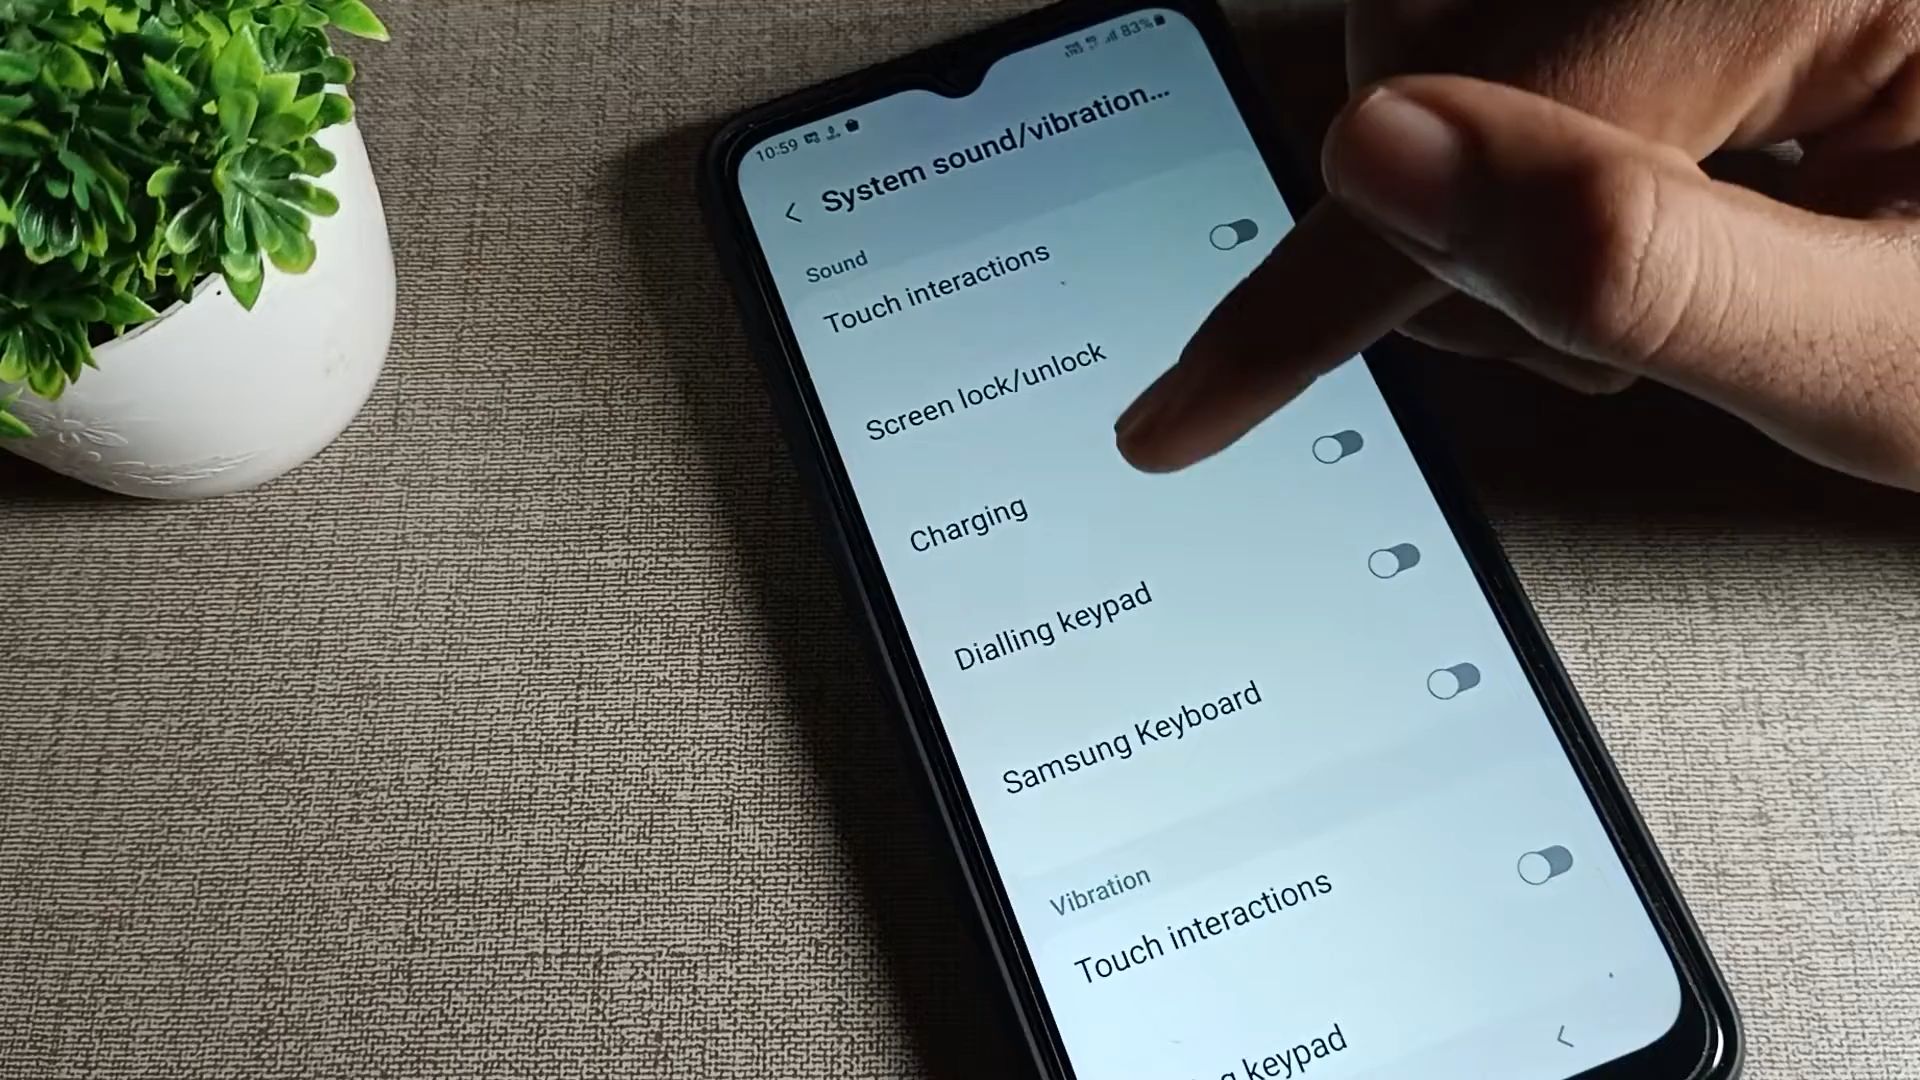 10:59
83%
System sound/vibration...
Sound
Touch interactions
Screen lock/unlock
Charging
Dialling keypad
Samsung Keyboard
Vibration
Touch interactions
keypad